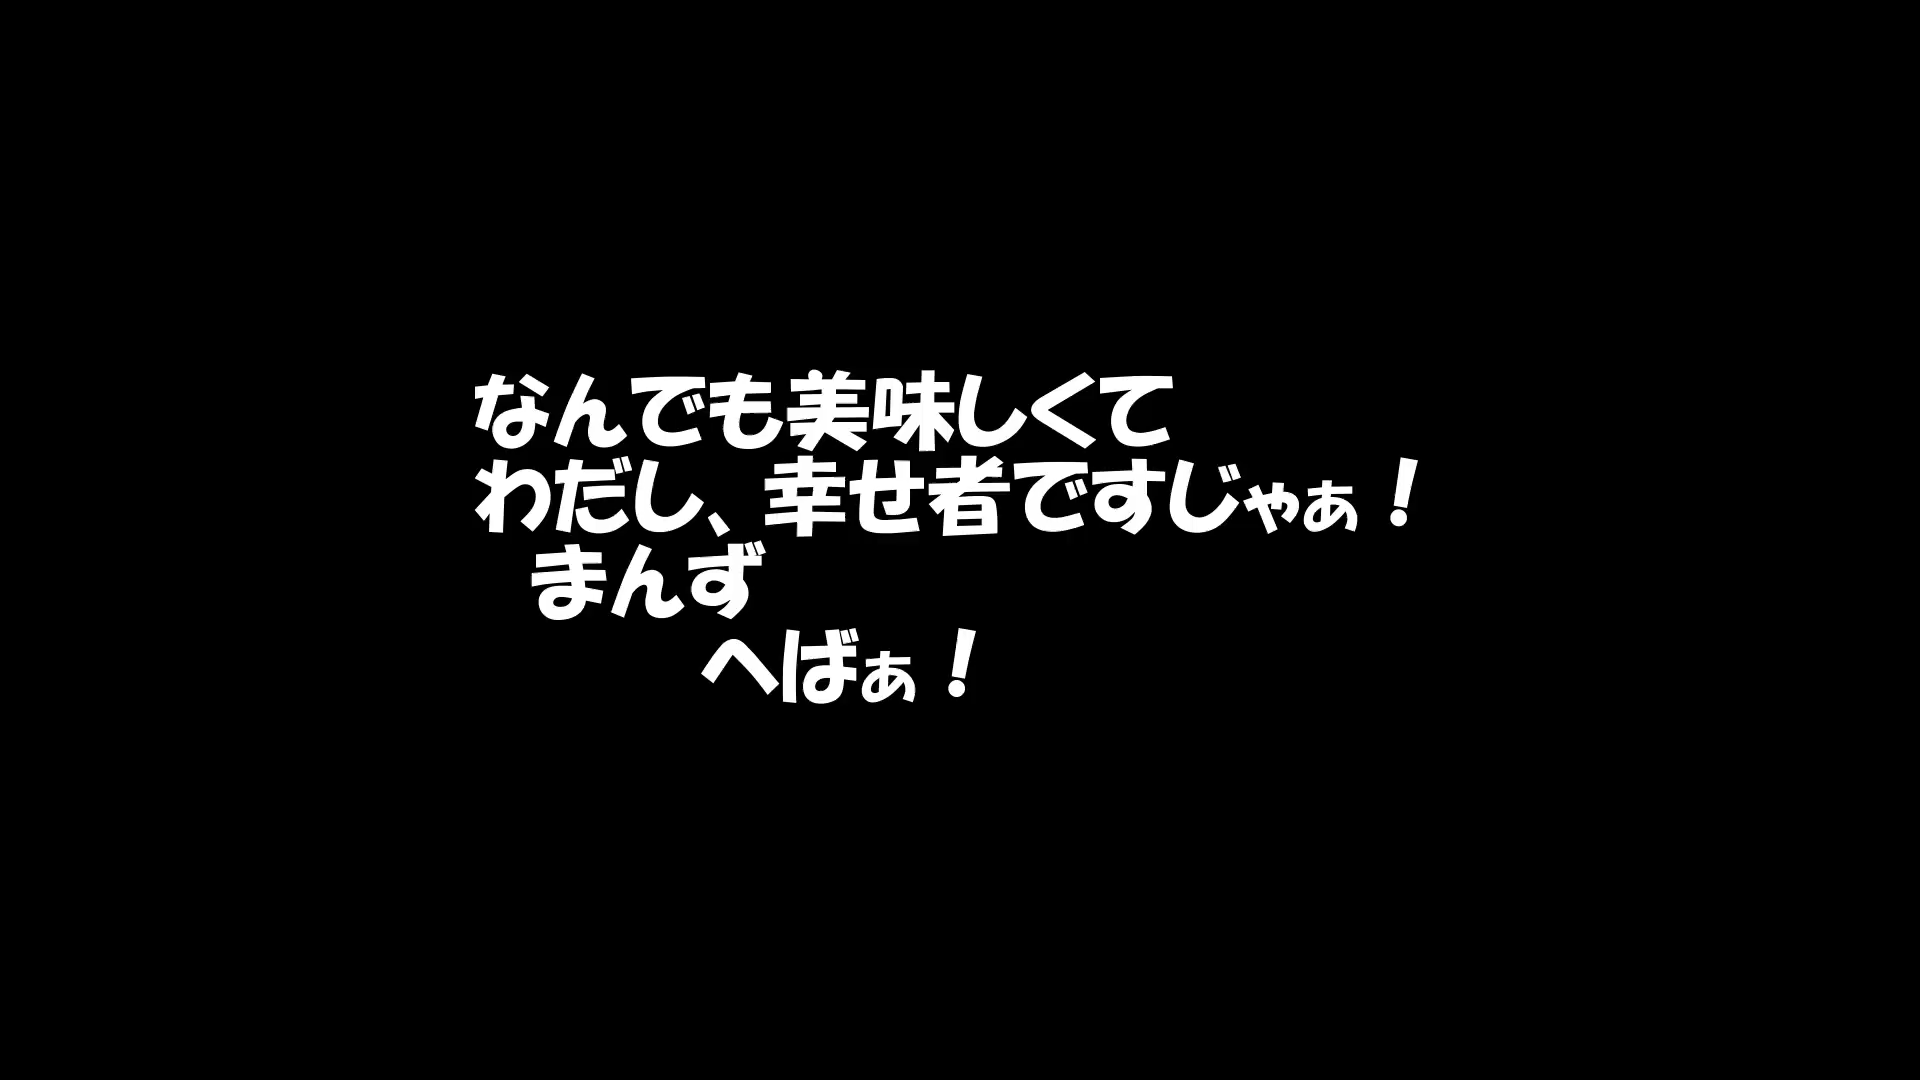 なんでも美味しくて
わだし、幸せ者ですじゃぁ！
まんず
へばぁ！